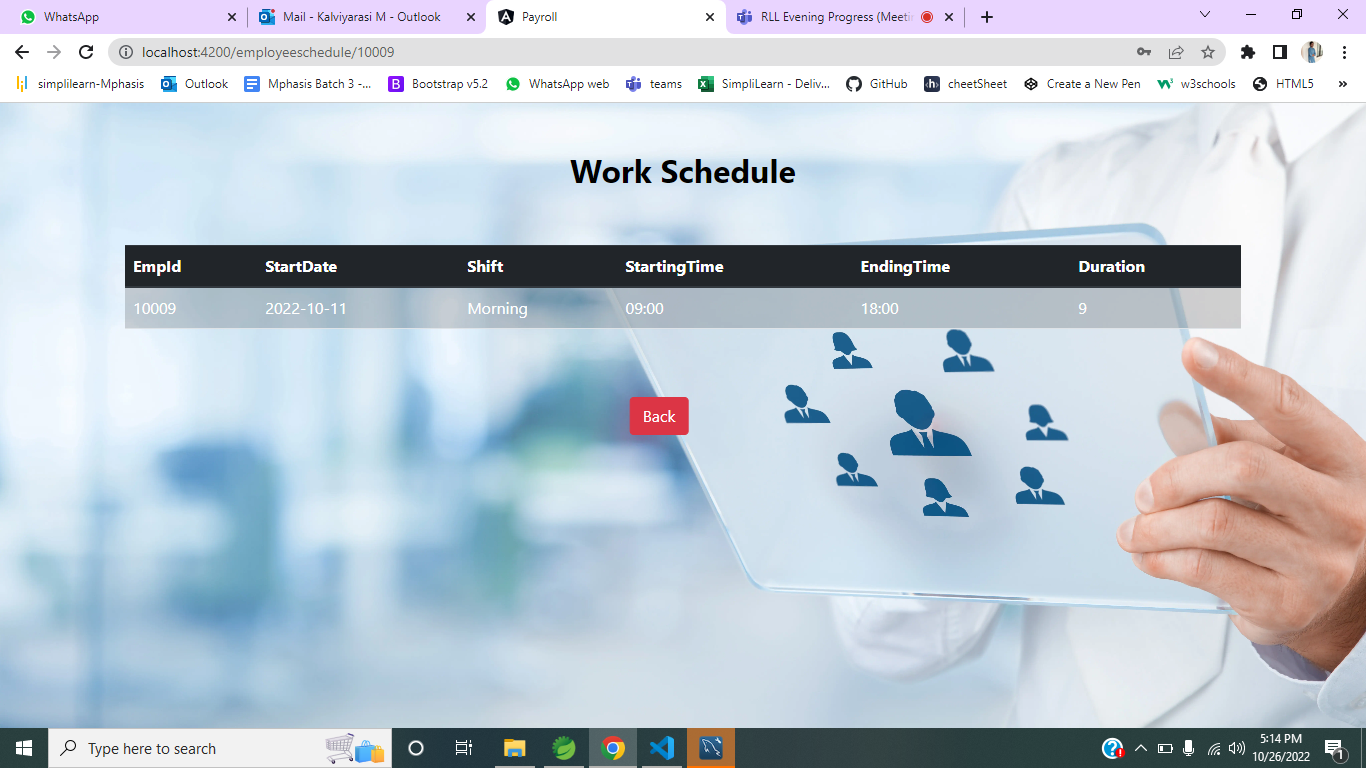 WhatsApp Mail - Kalviyarasi M - Outlook Payroll RLL Evening Progress (Meeti
localhost:4200/employeeschedule/10009
simplilearn-Mphasis Outlook Mphasis Batch 3 -... Bootstrap v5.2 WhatsApp web teams SimpliLearn - Deliv... GitHub cheetSheet Create a New Pen w3schools HTML5 »
Work Schedule
EmpId StartDate Shift StartingTime EndingTime Duration
10009 2022-10-11 Morning 09:00 18:00 9
Back
Type here to search
5:14 PM
10/26/2022
1